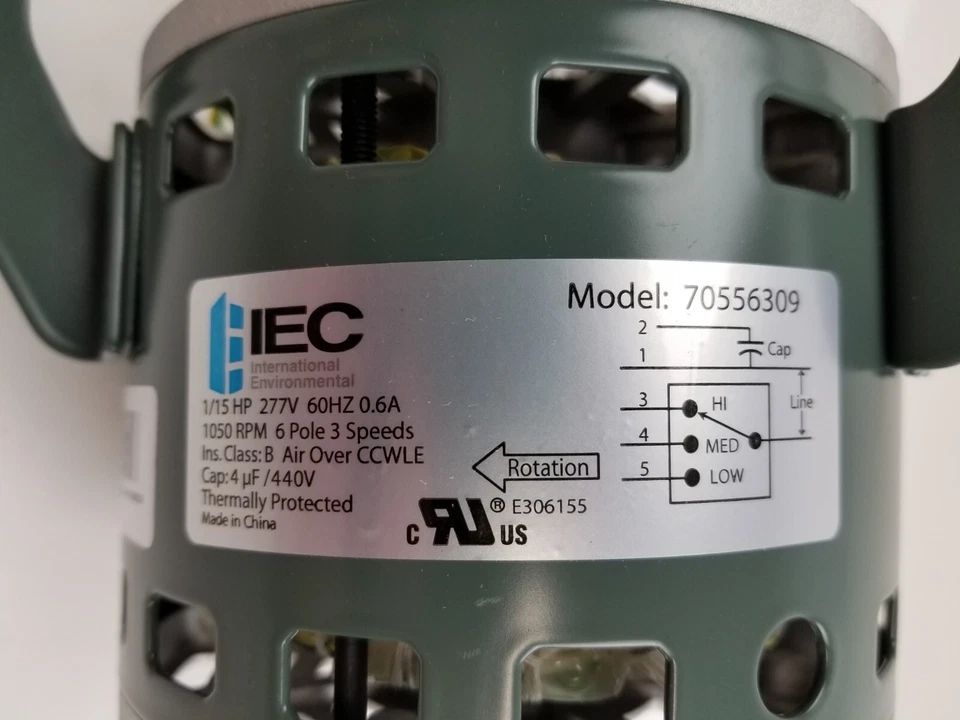 IEC
International
Environmental
1/15 HP 277V 60HZ 0.6A
1050 RPM 6 Pole 3 Speeds
Ins. Class: B Air Over CCWLE
Cap: 4 µF /440V
Thermally Protected
Made in China
Rotation
C RU ® US E306155
Model: 70556309
2
1
Cap
3 HI
Line
4 MED
5 LOW